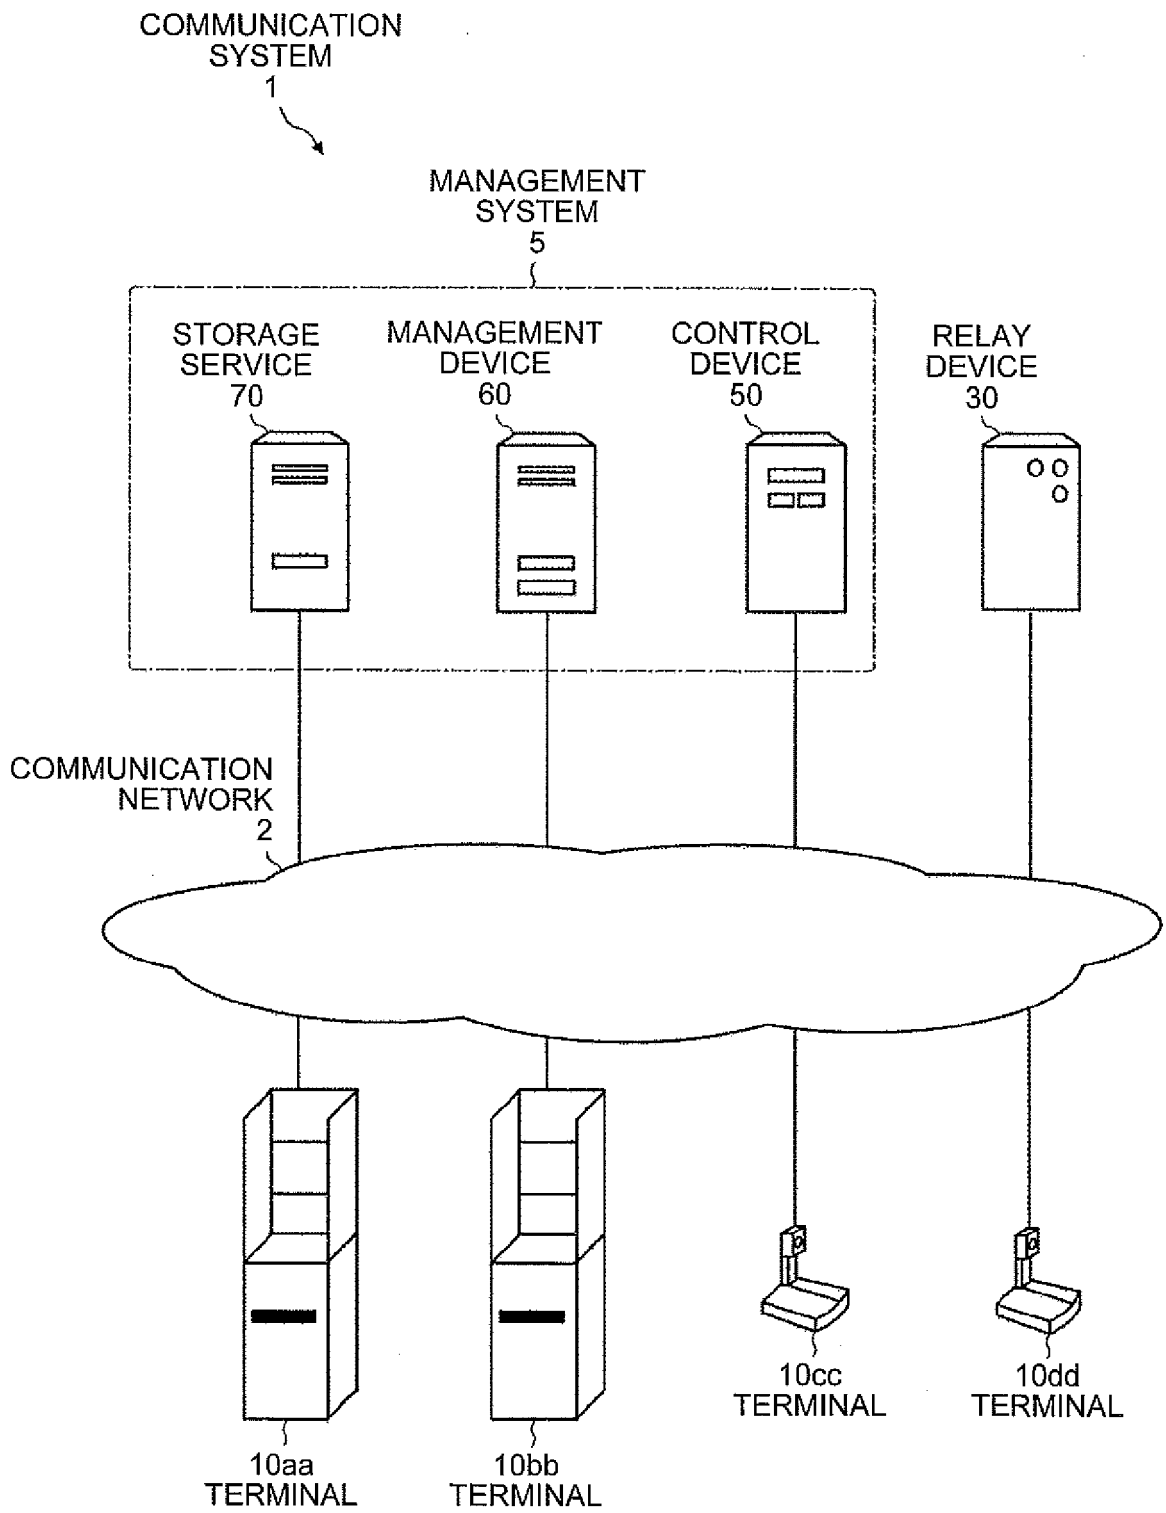 COMMUNICATION
SYSTEM
1
MANAGEMENT
SYSTEM
5
STORAGE
SERVICE
70
MANAGEMENT
DEVICE
60
CONTROL
DEVICE
50
RELAY
DEVICE
30
COMMUNICATION
NETWORK
2
10aa
TERMINAL
10bb
TERMINAL
10cc
TERMINAL
10dd
TERMINAL